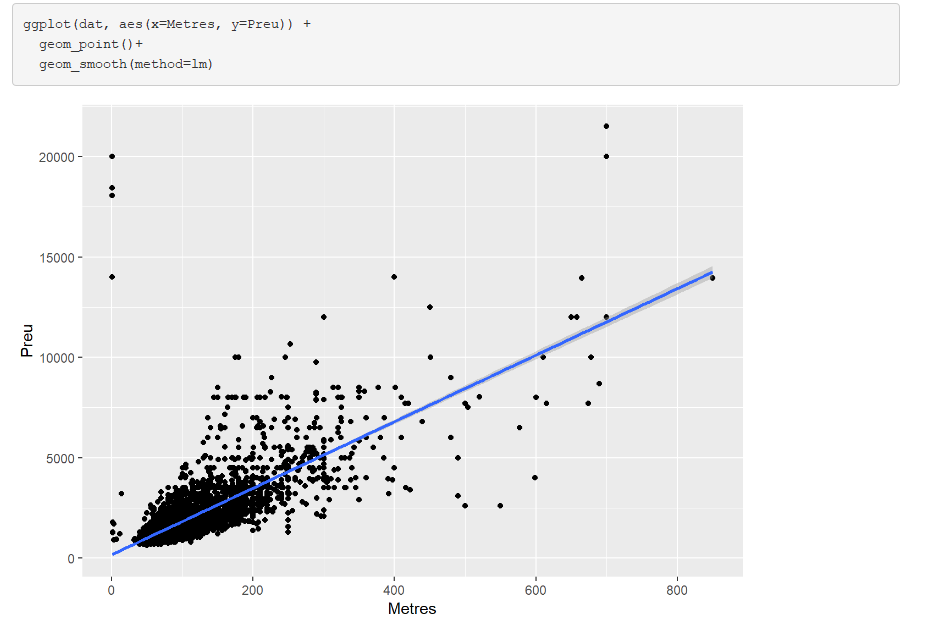 ggplot(dat, aes(x=Metres, y=Preu)) +
  geom_point()+
  geom_smooth(method=lm)
20000
15000
10000
5000
0
Preu
0 200 400 600 800
Metres